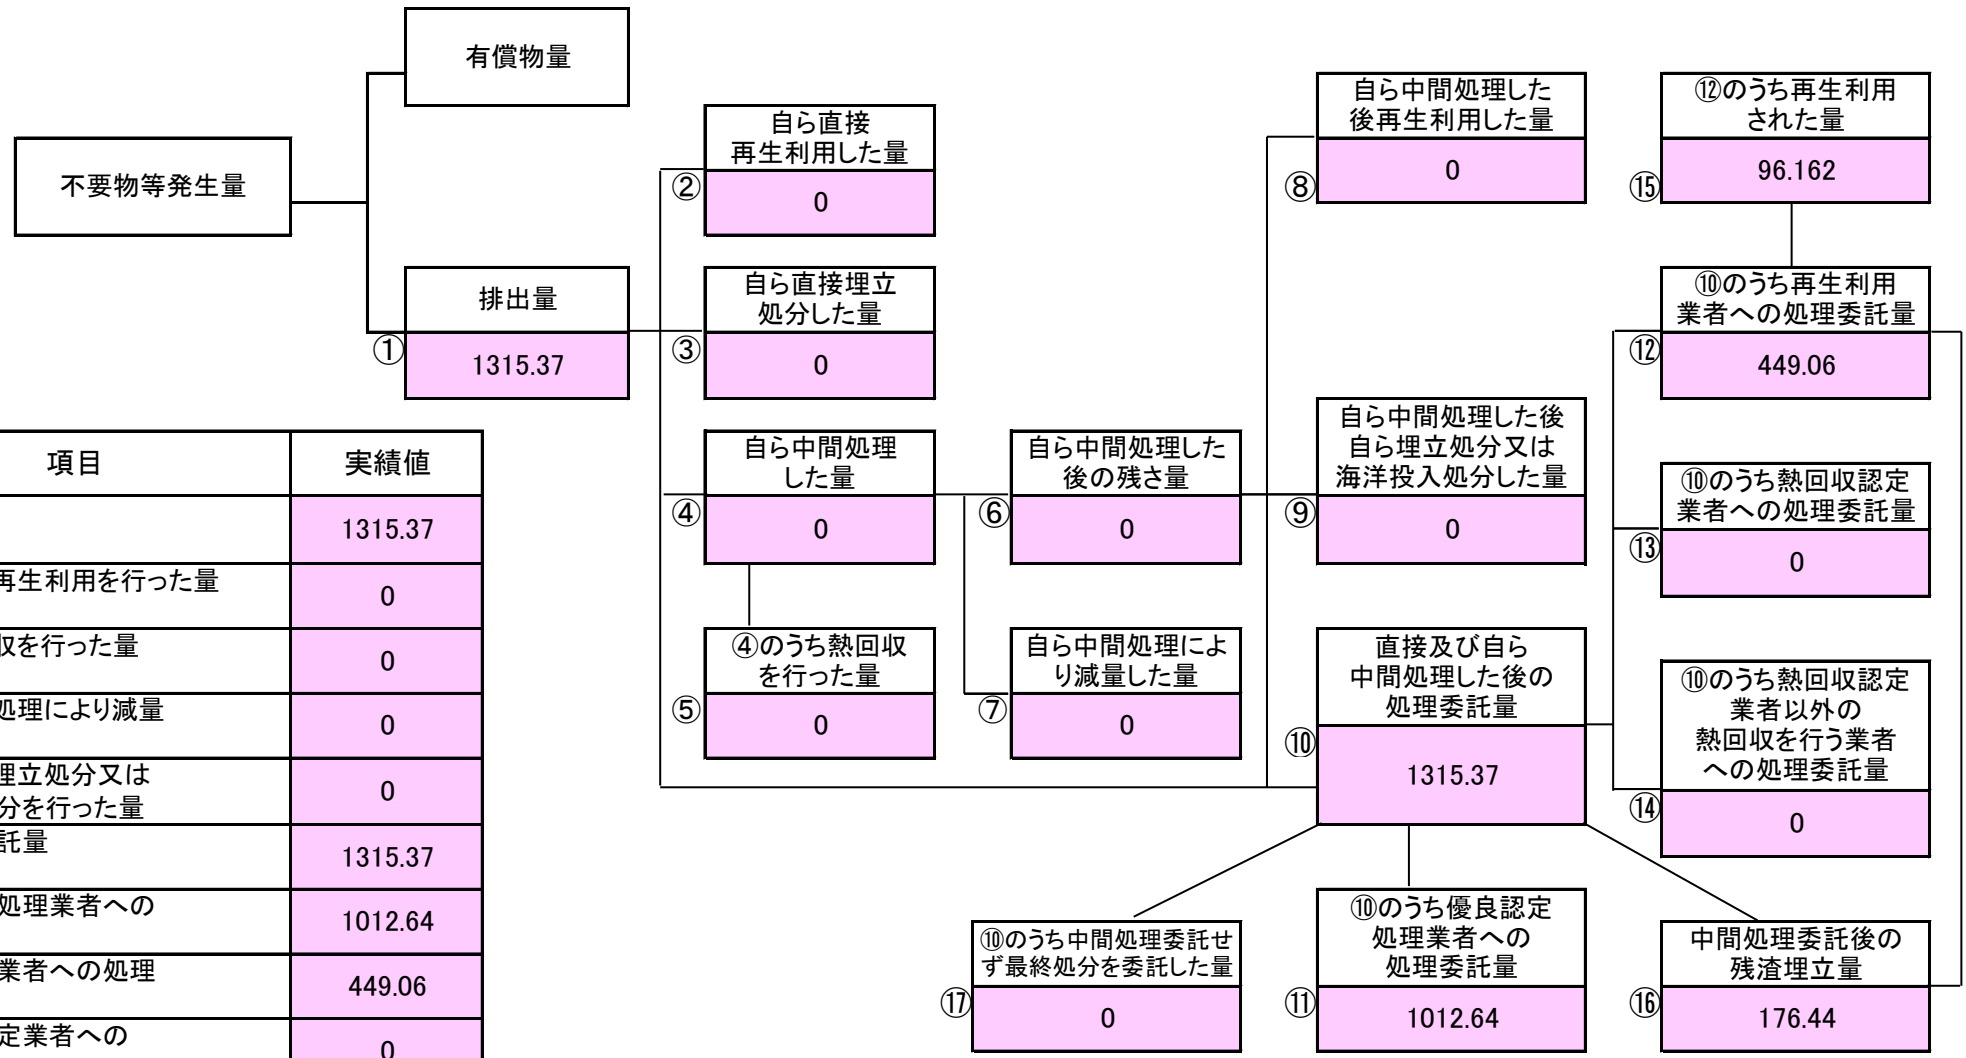 有償物量
不要物等発生量
排出量
①
1315.37
自ら直接
再生利用した量
②
0
自ら直接埋立
処分した量
③
0
自ら中間処理
した量
④
0
④のうち熱回収
を行った量
⑤
0
自ら中間処理した
後の残さ量
⑥
0
自ら中間処理によ
り減量した量
⑦
0
自ら中間処理した
後再生利用した量
⑧
0
自ら中間処理した後
自ら埋立処分又は
海洋投入処分した量
⑨
0
直接及び自ら
中間処理した後の
処理委託量
⑩
1315.37
⑫のうち再生利用
された量
⑮
96.162
⑩のうち再生利用
業者への処理委託量
⑫
449.06
⑩のうち熱回収認定
業者への処理委託量
⑬
0
⑩のうち熱回収認定
業者以外の
熱回収を行う業者
への処理委託量
⑭
0
⑩のうち中間処理委託せ
ず最終処分を委託した量
⑰
0
⑩のうち優良認定
処理業者への
処理委託量
⑪
1012.64
中間処理委託後の
残渣埋立量
⑯
176.44
項目 実績値
1315.37
再生利用を行った量
0
収を行った量
0
処理により減量
0
埋立処分又は
分を行った量
0
託量
1315.37
処理業者への
1012.64
業者への処理
449.06
定業者への
0